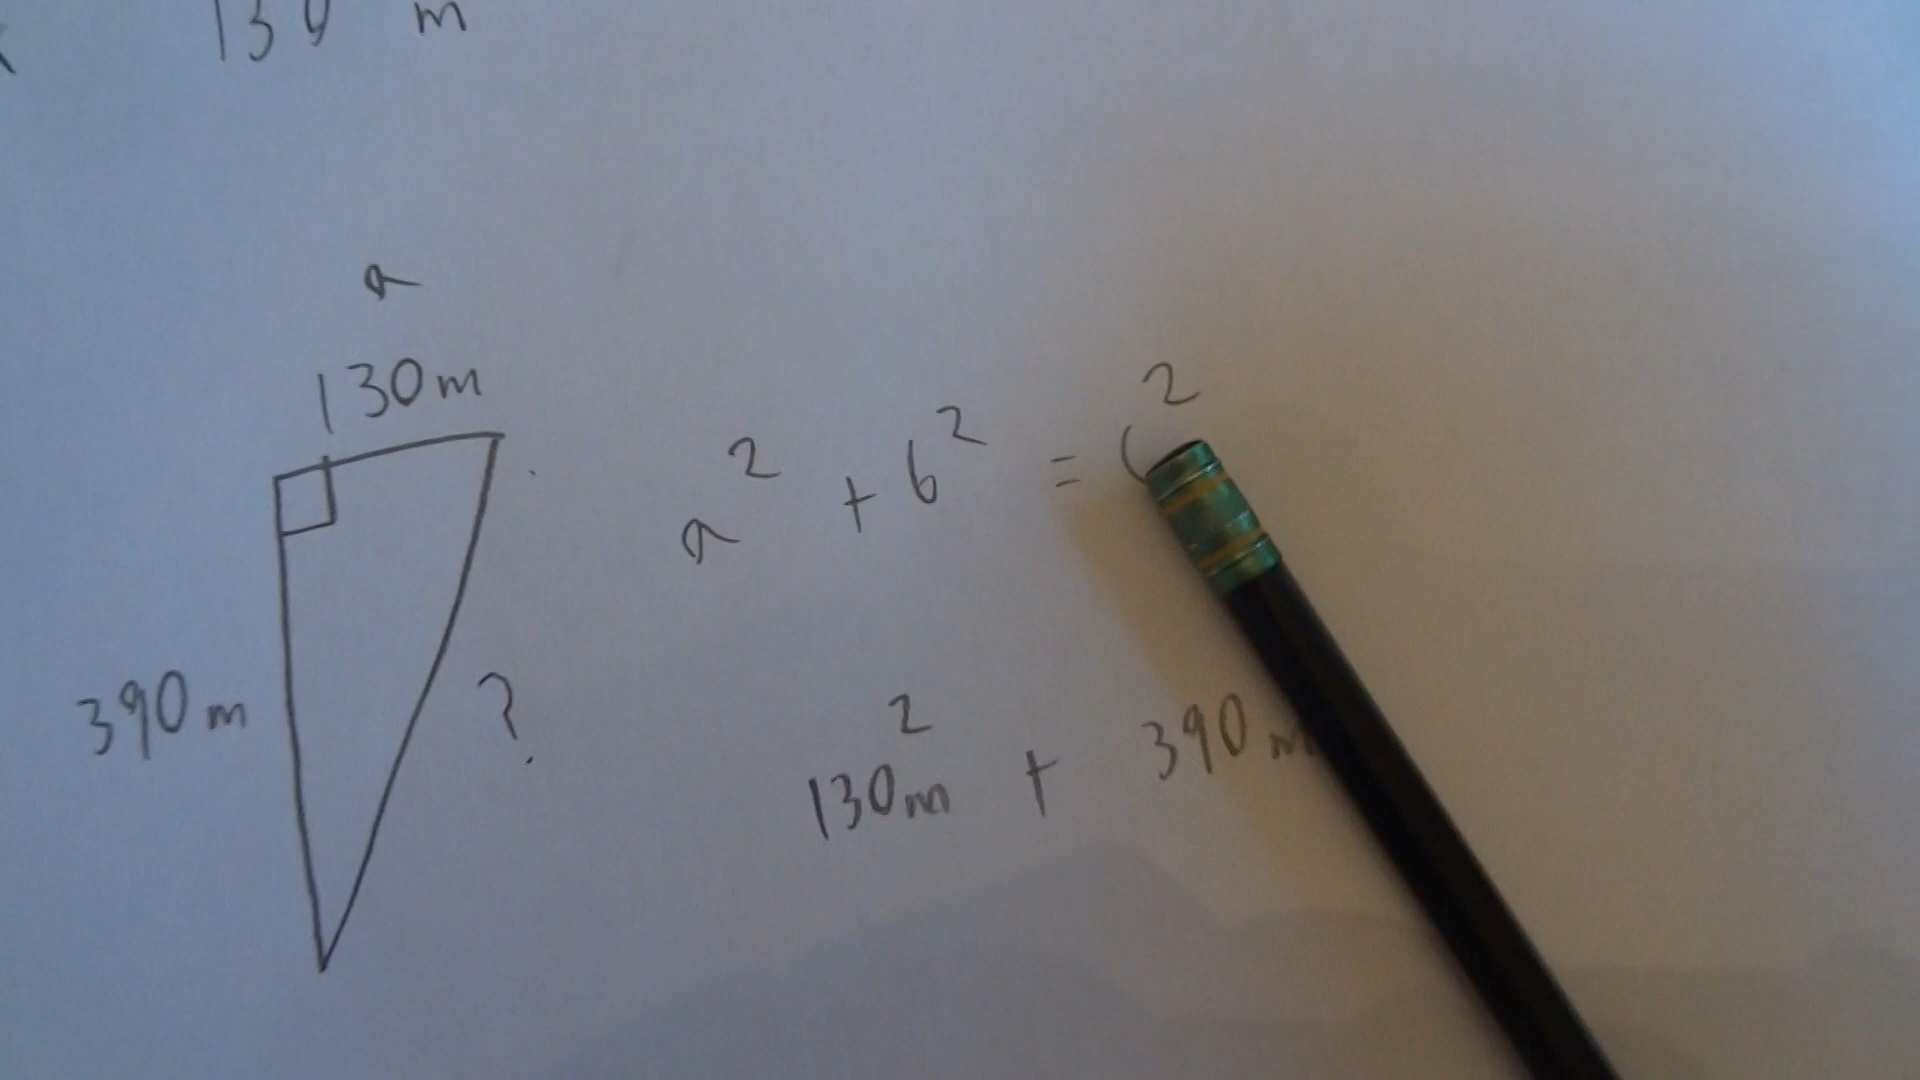 130 m
a
130m
a² + b² = c²
390m
?
130m² + 390m